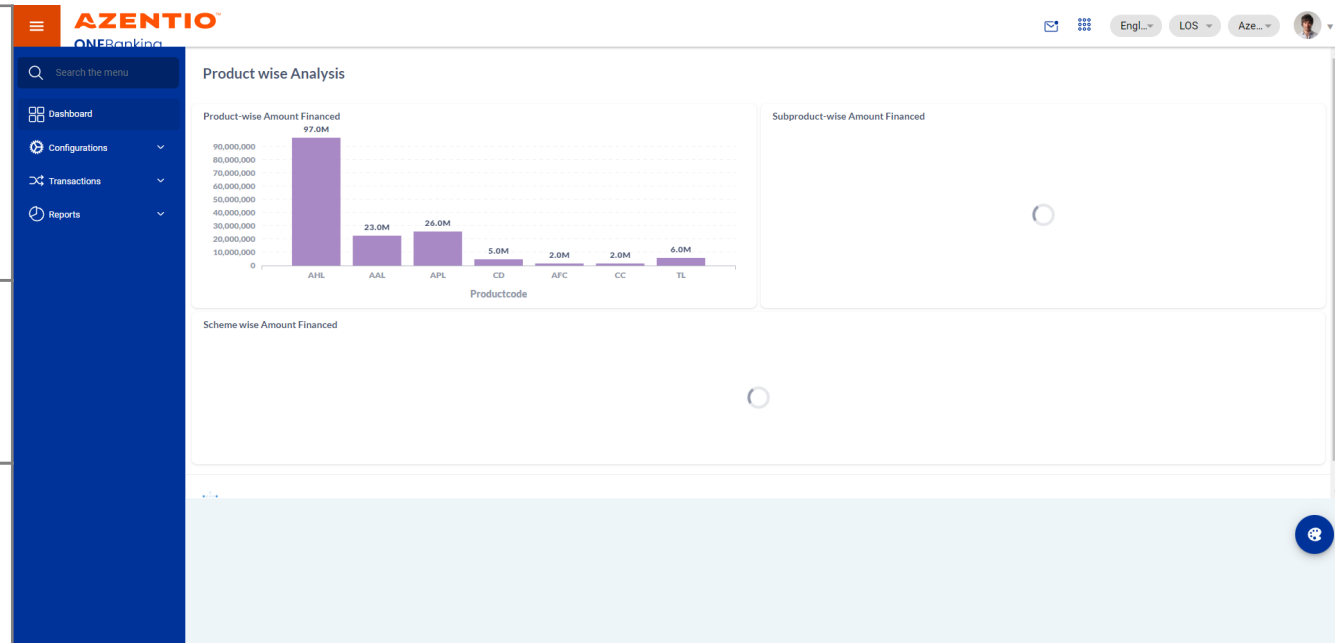 AZENTIO™
ONEBanking
Engl...
LOS
Aze...
Search the menu
Dashboard
Configurations
Transactions
Reports
Product wise Analysis
Product-wise Amount Financed
97.0M
90,000,000
80,000,000
70,000,000
60,000,000
50,000,000
40,000,000
30,000,000
20,000,000
10,000,000
0
23.0M
26.0M
5.0M
2.0M
2.0M
6.0M
AHL AAL APL CD AFC CC TL
Productcode
Subproduct-wise Amount Financed
Scheme wise Amount Financed